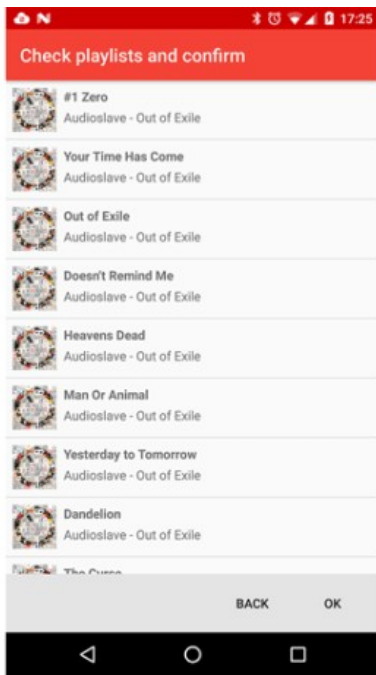 17:25
Check playlists and confirm
#1 Zero
Audioslave - Out of Exile
Your Time Has Come
Audioslave - Out of Exile
Out of Exile
Audioslave - Out of Exile
Doesn't Remind Me
Audioslave - Out of Exile
Heavens Dead
Audioslave - Out of Exile
Man Or Animal
Audioslave - Out of Exile
Yesterday to Tomorrow
Audioslave - Out of Exile
Dandelion
Audioslave - Out of Exile
The Curse
BACK OK